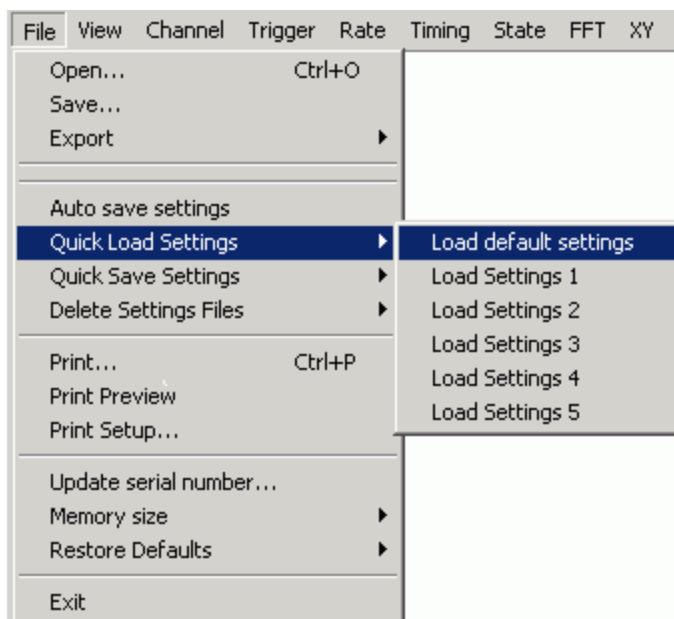 File View Channel Trigger Rate Timing State FFT XY
Open... Ctrl+O
Save...
Export
Auto save settings
Quick Load Settings
Quick Save Settings
Delete Settings Files
Print... Ctrl+P
Print Preview
Print Setup...
Update serial number...
Memory size
Restore Defaults
Exit
Load default settings
Load Settings 1
Load Settings 2
Load Settings 3
Load Settings 4
Load Settings 5